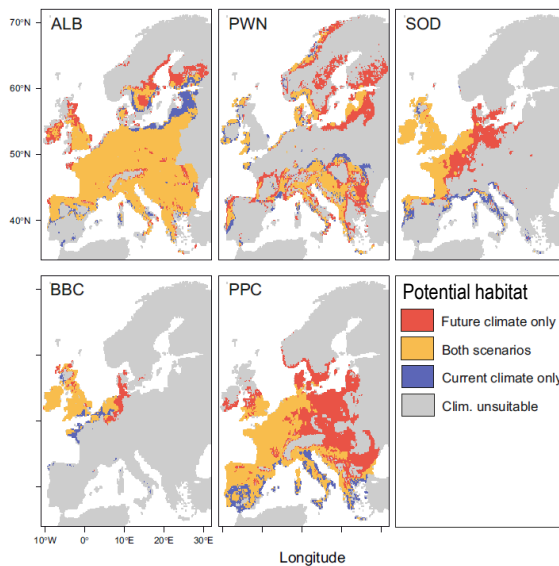 ALB
PWN
SOD
70°N
60°N
50°N
40°N
BBC
PPC
Potential habitat
Future climate only
Both scenarios
Current climate only
Clim. unsuitable
10°W 0° 10°E 20°E 30°E
Longitude